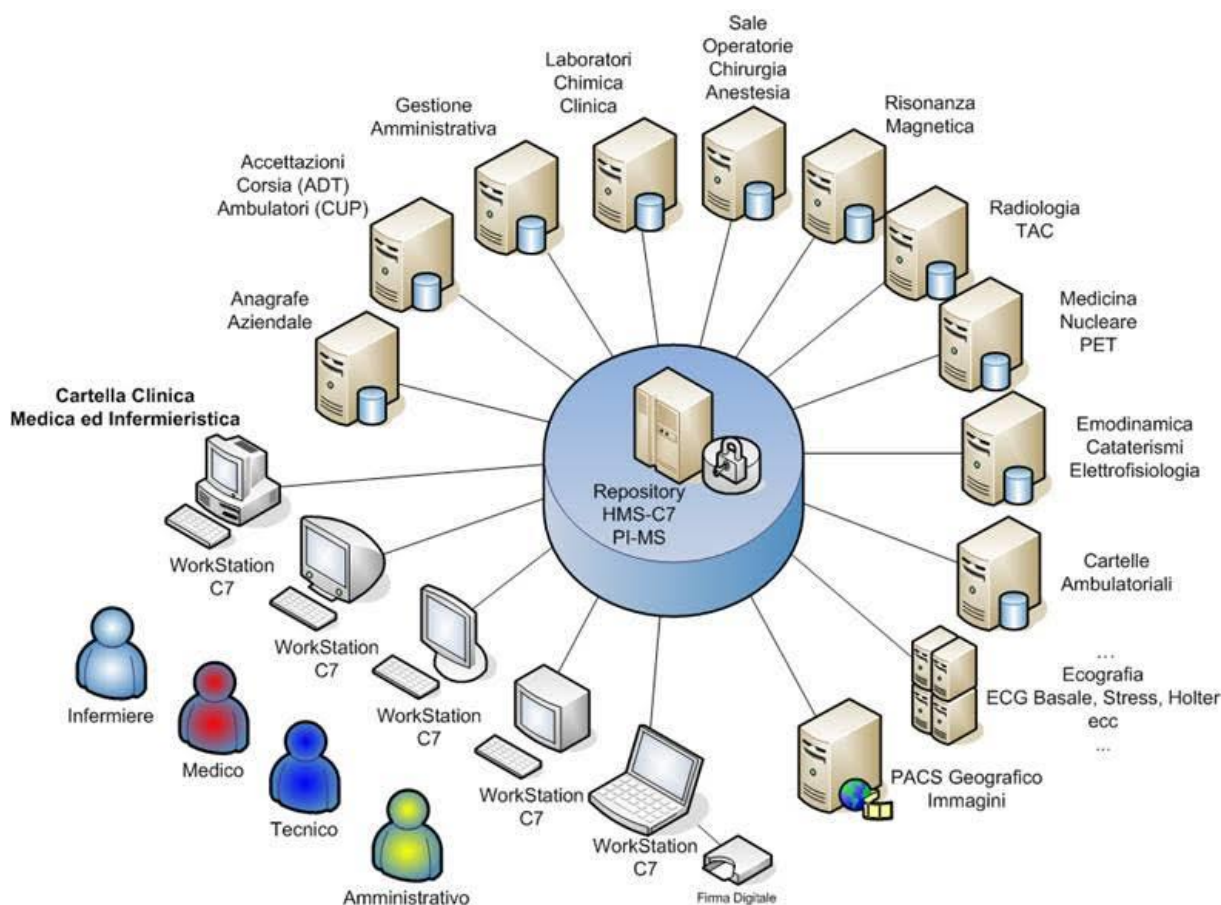 Sale
Operatorie
Chirurgia
Anestesia
Laboratori
Chimica
Clinica
Risonanza
Magnetica
Gestione
Amministrativa
Accettazioni
Corsia (ADT)
Ambulatori (CUP)
Radiologia
TAC
Anagrafe
Aziendale
Medicina
Nucleare
PET
Cartella Clinica
Medica ed Infermieristica
Emodinamica
Cataterismi
Elettrofisiologia
Repository
HMS-C7
PI-MS
WorkStation
C7
Cartelle
Ambulatoriali
WorkStation
C7
...
Ecografia
ECG Basale, Stress, Holter
ecc
...
Infermiere
WorkStation
C7
Medico
PACS Geografico
Immagini
WorkStation
C7
Tecnico
WorkStation
C7
Amministrativo
Firma Digitale